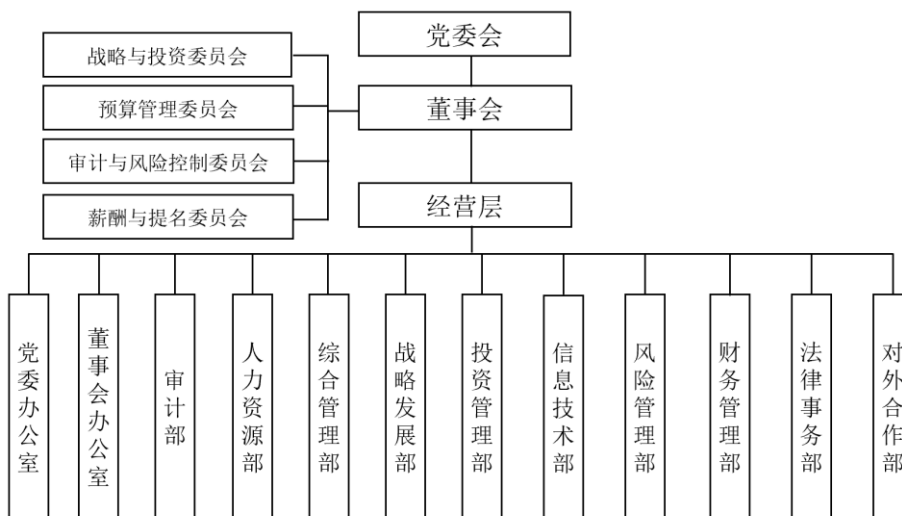 党委会
战略与投资委员会
董事会
预算管理委员会
审计与风险控制委员会
经营层
薪酬与提名委员会
党委办公室
董事会办公室
审计部
人力资源部
综合管理部
战略发展部
投资管理部
信息技术部
风险管理部
财务管理部
法律事务部
对外合作部